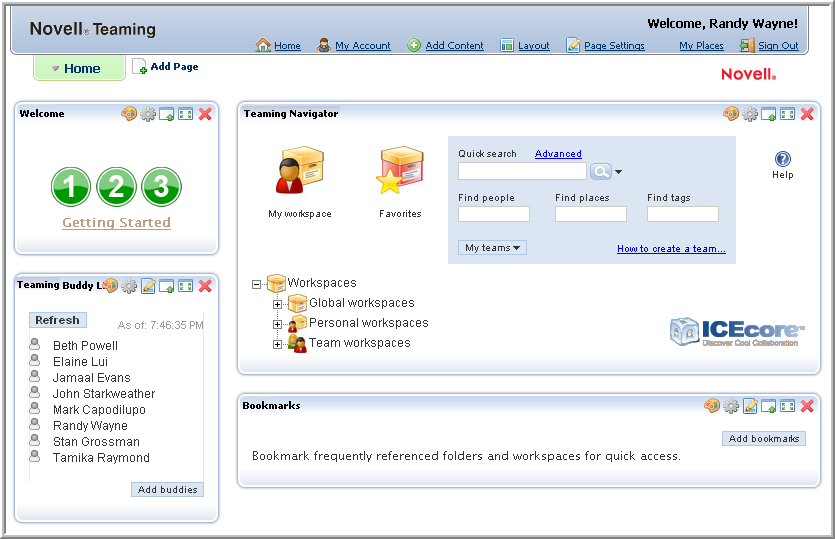 Novell® Teaming
Welcome, Randy Wayne!
Home My Account Add Content Layout Page Settings My Places Sign Out
Home
Add Page
Novell®
Welcome
1 2 3
Getting Started
Teaming Buddy L
Refresh
As of: 7:46:35 PM
Beth Powell
Elaine Lui
Jamaal Evans
John Starkweather
Mark Capodilupo
Randy Wayne
Stan Grossman
Tamika Raymond
Add buddies
Teaming Navigator
My workspace
Favorites
Quick search Advanced
Find people Find places Find tags
My teams
How to create a team...
Help
Workspaces
Global workspaces
Personal workspaces
Team workspaces
ICEcore™
Discover Cool Collaboration
Bookmarks
Add bookmarks
Bookmark frequently referenced folders and workspaces for quick access.